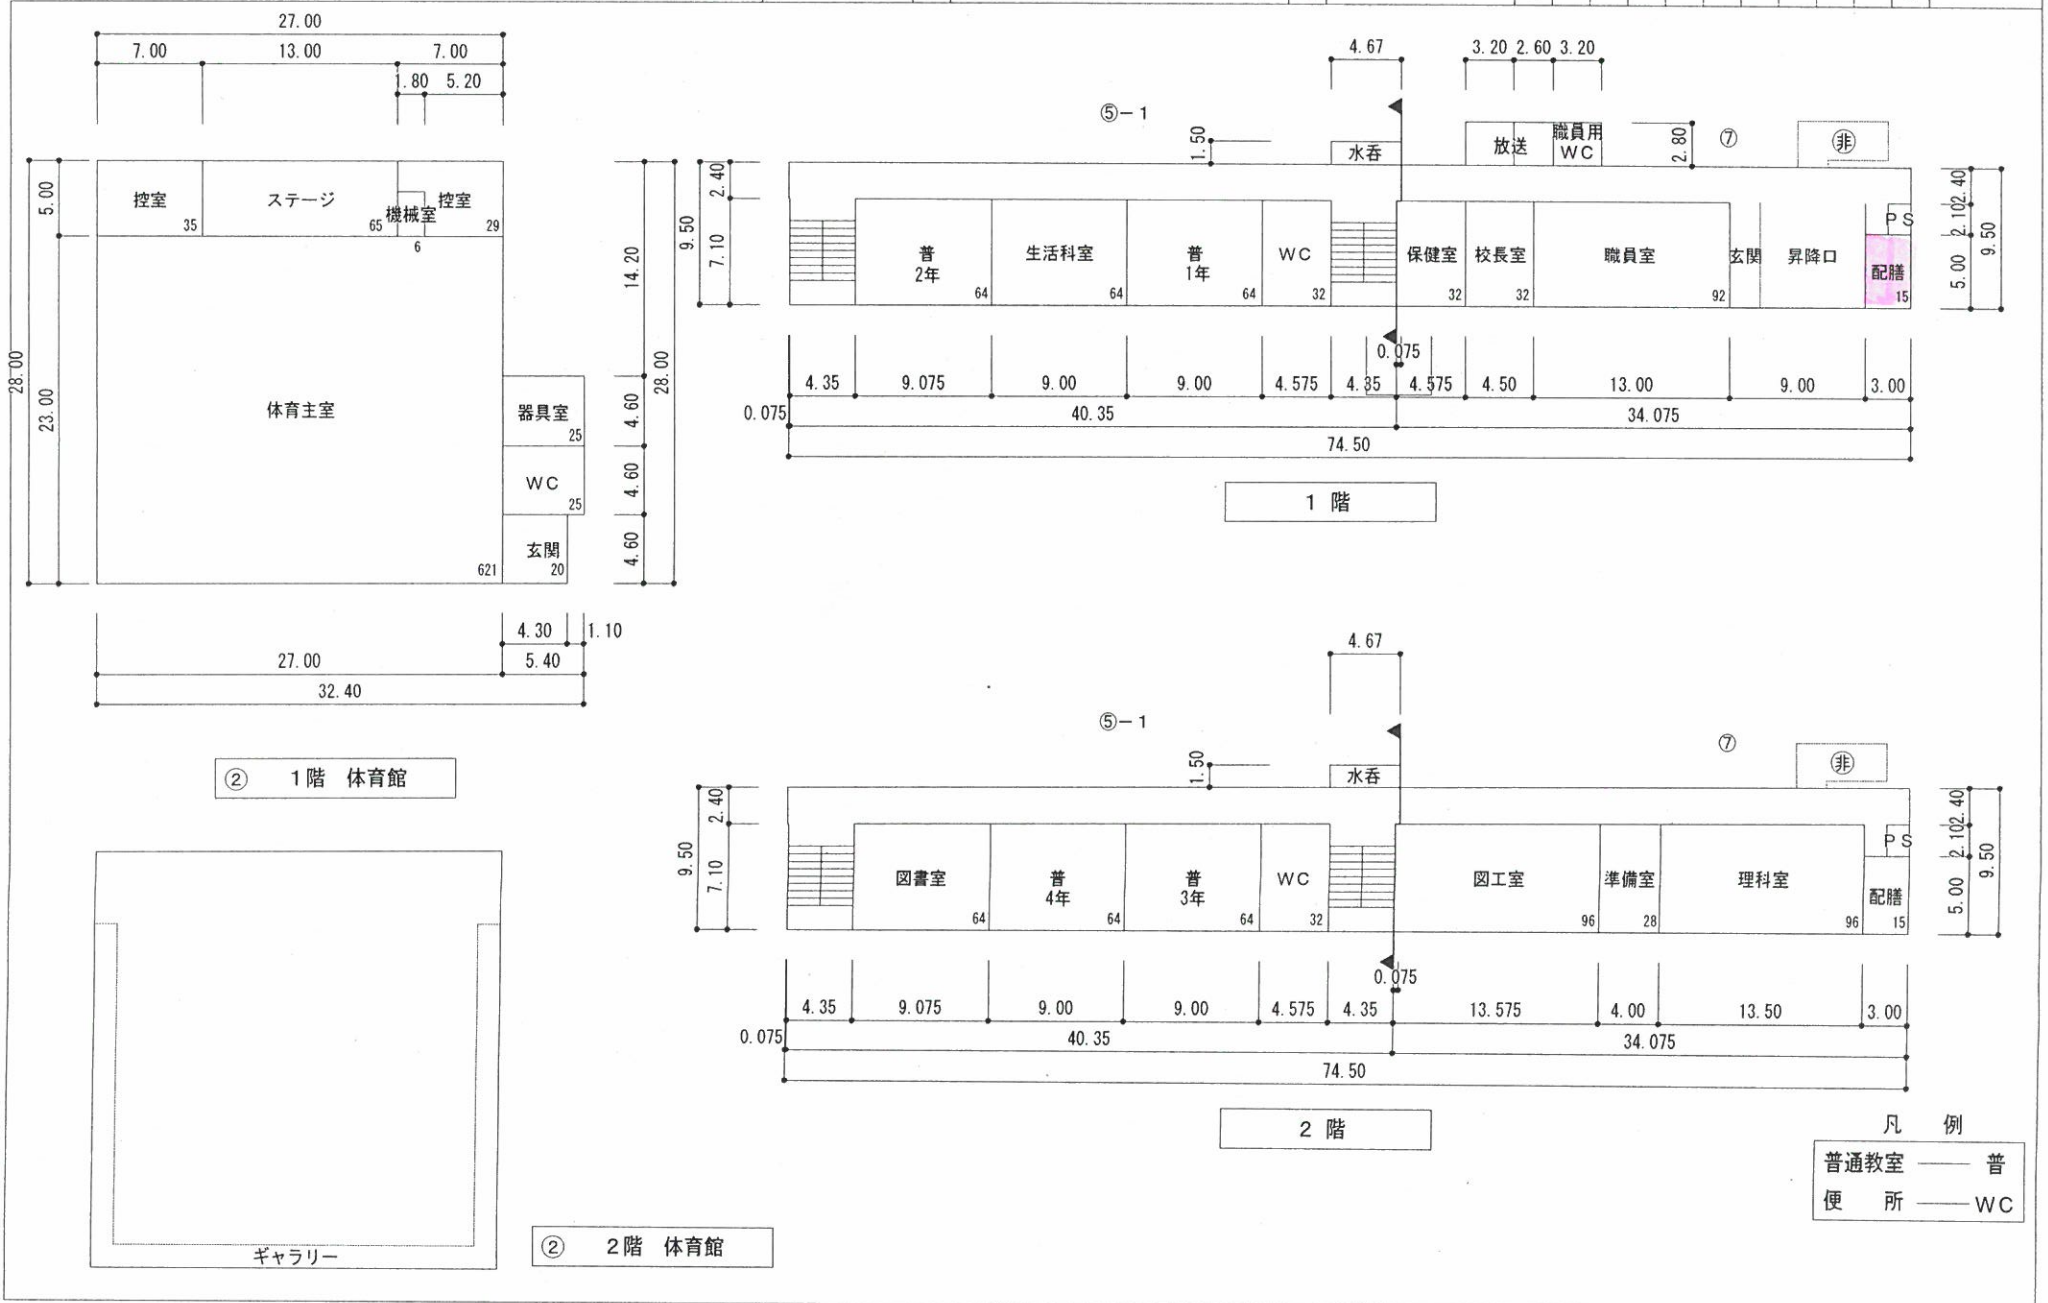 27.00
7.00 13.00 7.00
1.80 5.20
控室 35
ステージ 65
機械室 6
控室 29
5.00
23.00
28.00
体育主室 621
器具室 25
WC 25
玄関 20
14.20
4.60
4.60
4.60
28.00
4.30 1.10
27.00 5.40
32.40
② 1階 体育館
ギャラリー
② 2階 体育館
4.67 3.20 2.60 3.20
⑤-1
1.50
水呑
放送
職員用
WC
2.80
⑦
非
2.40
7.10
9.50
普
2年 64
生活科室 64
普
1年 64
WC 32
保健室 32
校長室 32
職員室 92
玄関
昇降口
PS
配膳 15
2.40
2.10
5.00
9.50
0.075
4.35 9.075 9.00 9.00 4.575 4.35 4.575 4.50 13.00 9.00 3.00
0.075 40.35 34.075
74.50
1 階
4.67
⑤-1
1.50
水呑
⑦
非
2.40
7.10
9.50
図書室 64
普
4年 64
普
3年 64
WC 32
図工室 96
準備室 28
理科室 96
PS
配膳 15
2.40
2.10
5.00
9.50
0.075
4.35 9.075 9.00 9.00 4.575 4.35 13.575 4.00 13.50 3.00
0.075 40.35 34.075
74.50
2 階
凡 例
普通教室 ―― 普
便 所 ―― WC